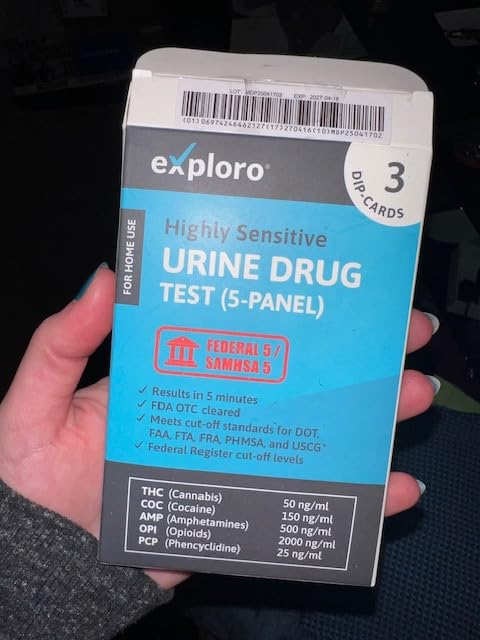 LOT: MDP25041702 EXP: 2027-04-16
(01)06974246462127(17)270416(10)MDP25041702
exploro®
3
DIP-CARDS
FOR HOME USE
Highly Sensitive
URINE DRUG
TEST (5-PANEL)
FEDERAL 5 /
SAMHSA 5
✓ Results in 5 minutes
✓ FDA OTC cleared
✓ Meets cut-off standards for DOT,
FAA, FTA, FRA, PHMSA, and USCG*
✓ Federal Register cut-off levels
THC (Cannabis) 50 ng/ml
COC (Cocaine) 150 ng/ml
AMP (Amphetamines) 500 ng/ml
OPI (Opioids) 2000 ng/ml
PCP (Phencyclidine) 25 ng/ml